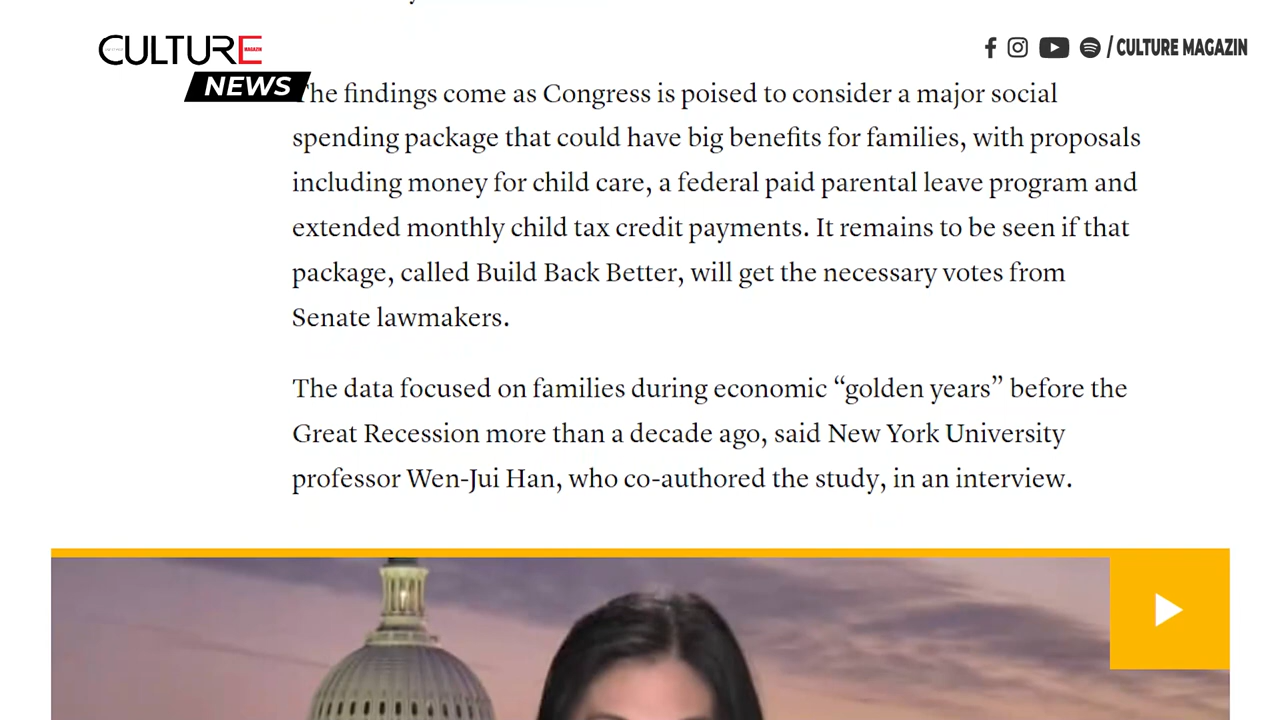 CULTURE
MAGAZIN
NEWS
/ CULTURE MAGAZIN
The findings come as Congress is poised to consider a major social
spending package that could have big benefits for families, with proposals
including money for child care, a federal paid parental leave program and
extended monthly child tax credit payments. It remains to be seen if that
package, called Build Back Better, will get the necessary votes from
Senate lawmakers.
The data focused on families during economic “golden years” before the
Great Recession more than a decade ago, said New York University
professor Wen-Jui Han, who co-authored the study, in an interview.